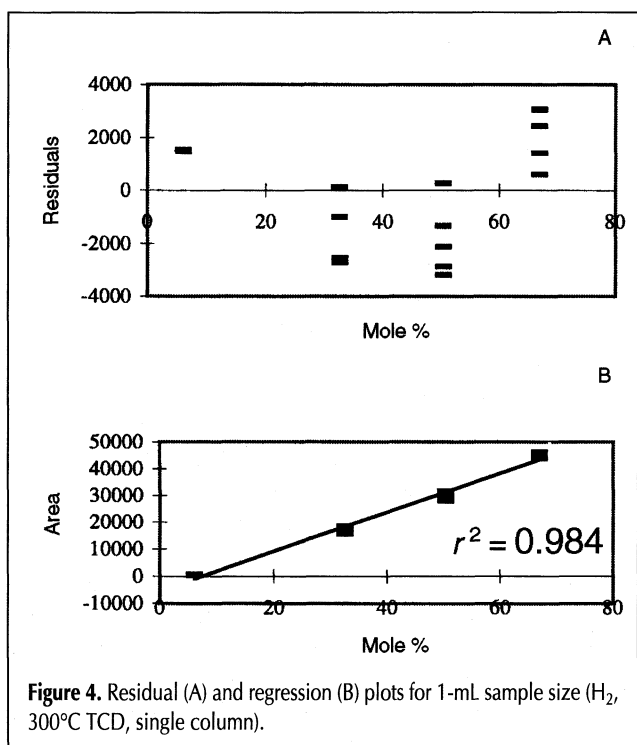 A
4000
2000
0
-2000
-4000
Residuals
0 20 40 60 80
Mole %
B
50000
40000
30000
20000
10000
0
-10000
Area
r² = 0.984
0 20 40 60 80
Mole %
Figure 4. Residual (A) and regression (B) plots for 1-mL sample size (H₂,
300°C TCD, single column).